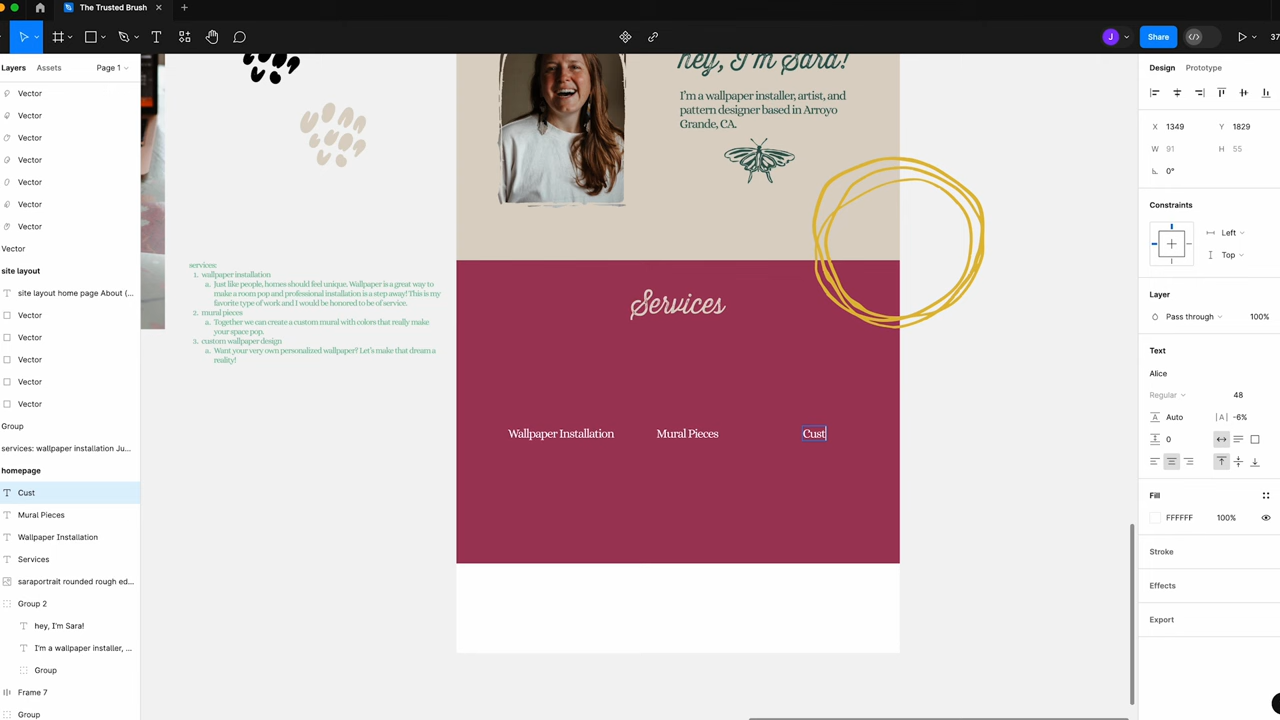 The Trusted Brush
Share
37
Layers
Assets
Page 1
Vector
Vector
Vector
Vector
Vector
Vector
Vector
Vector
site layout
site layout home page About (...
Vector
Vector
Vector
Vector
Vector
Group
services: wallpaper installation Ju...
homepage
Cust
Mural Pieces
Wallpaper Installation
Services
saraportrait rounded rough ed...
Group 2
hey, I'm Sara!
I'm a wallpaper installer, ...
Group
Frame 7
Group
services:
1. wallpaper installation
a. Just like people, homes should feel unique. Wallpaper is a great way to
make a room pop and professional installation is a step away! This is my
favorite type of work and I would be honored to be of service.
2. mural pieces
a. Together we can create a custom mural with colors that really make
your space pop.
3. custom wallpaper design
a. Want your very own personalized wallpaper? Let's make that dream a
reality!
hey, I'm Sara!
I'm a wallpaper installer, artist, and
pattern designer based in Arroyo
Grande, CA.
Services
Wallpaper Installation
Mural Pieces
Cust
J
Design
Prototype
X 1349 Y 1829
W 91 H 55
0°
Constraints
Left
Top
Layer
Pass through 100%
Text
Alice
Regular 48
Auto |A| -6%
0
Fill
FFFFFF 100%
Stroke
Effects
Export